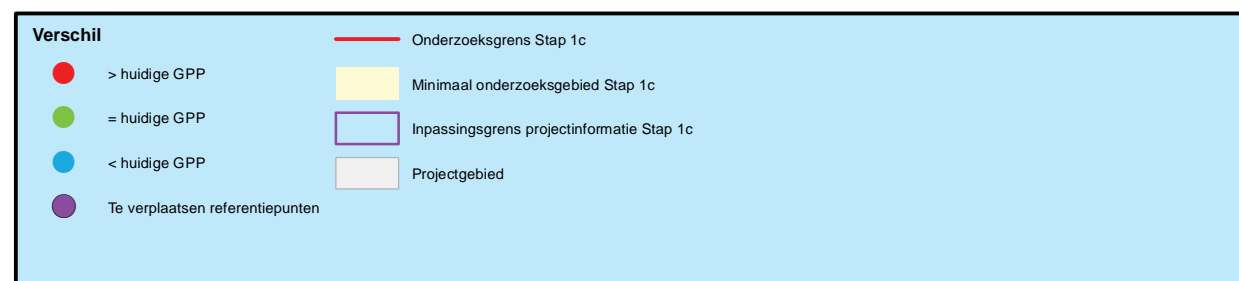 Verschil
> huidige GPP
= huidige GPP
< huidige GPP
Te verplaatsen referentiepunten
Onderzoeksgrens Stap 1c
Minimaal onderzoeksgebied Stap 1c
Inpassingsgrens projectinformatie Stap 1c
Projectgebied